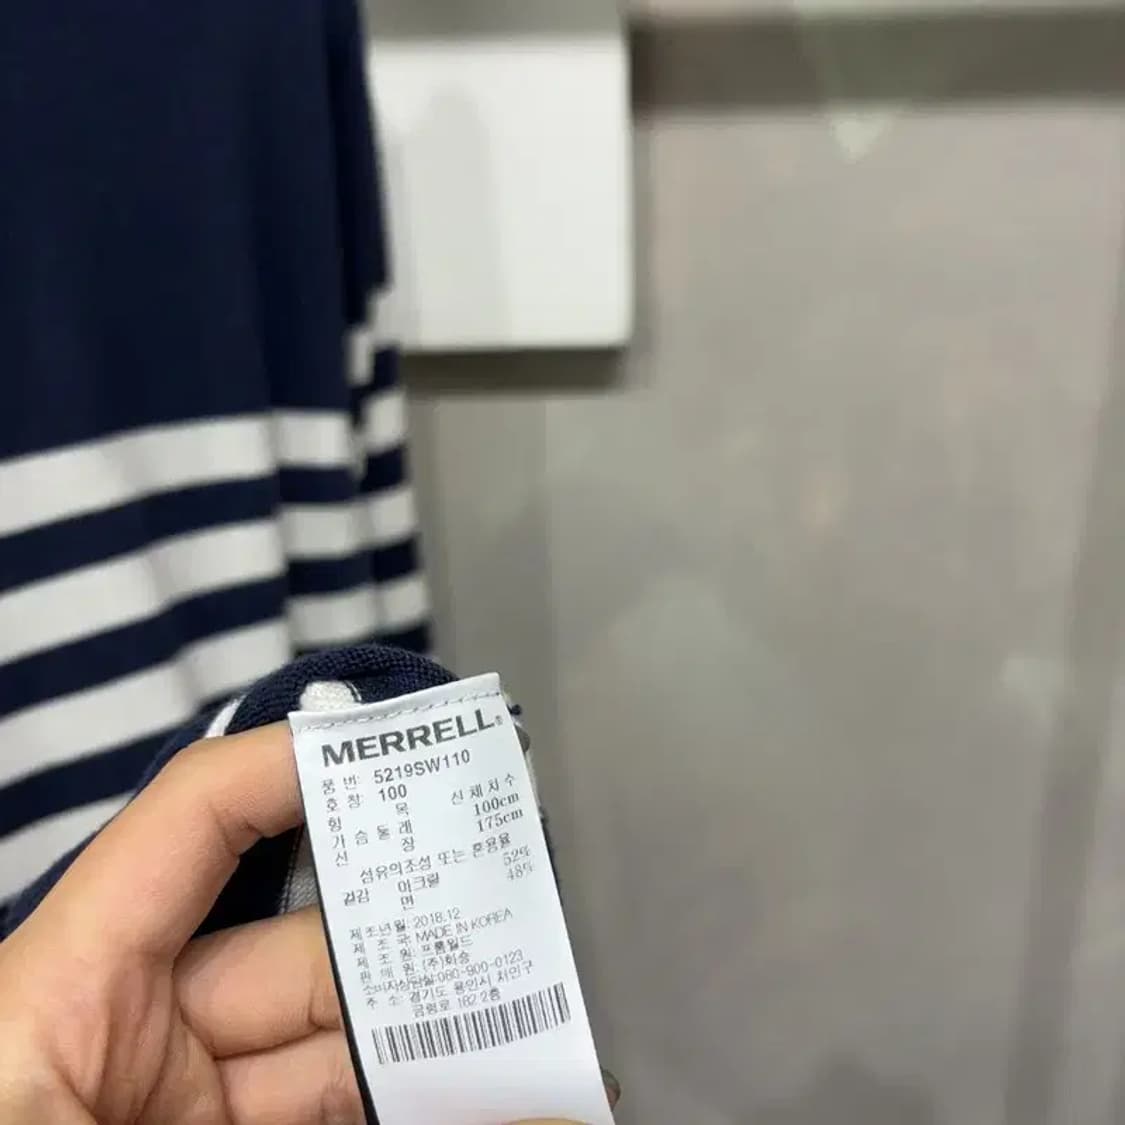 MERRELL®
품 번: 5219SW110
호 칭: 100
항 목 신체치수
가슴둘레 100cm
신 장 175cm
섬유의조성 또는 혼용율
겉감 아크릴 52%
면 48%
제조년월: 2018.12
제 조 국: MADE IN KOREA
제 조 원: 프롬월드
판 매 원: (주)화승
소비자상담실:080-900-0123
주 소: 경기도 용인시 처인구
금령로 182 2층